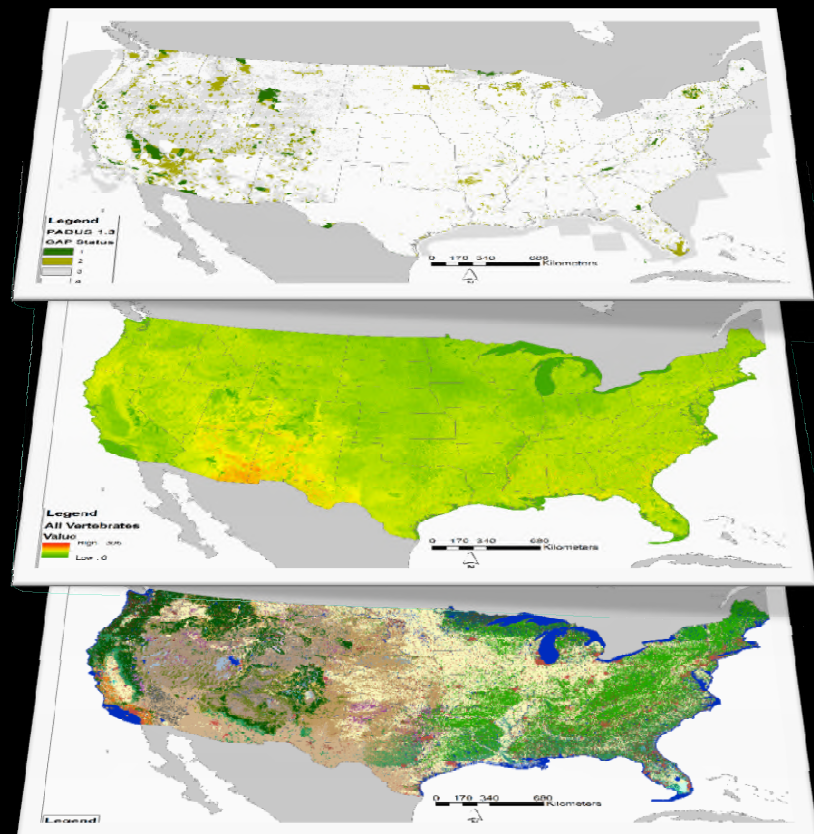 Legend
PADUS 1.3
GAP Status
1
2
3
4
0 170 340 680
Kilometers
Legend
All Vertebrates
Value
Low : 0
0 170 340 680
Kilometers
0 170 340 680
Kilometers
Legend